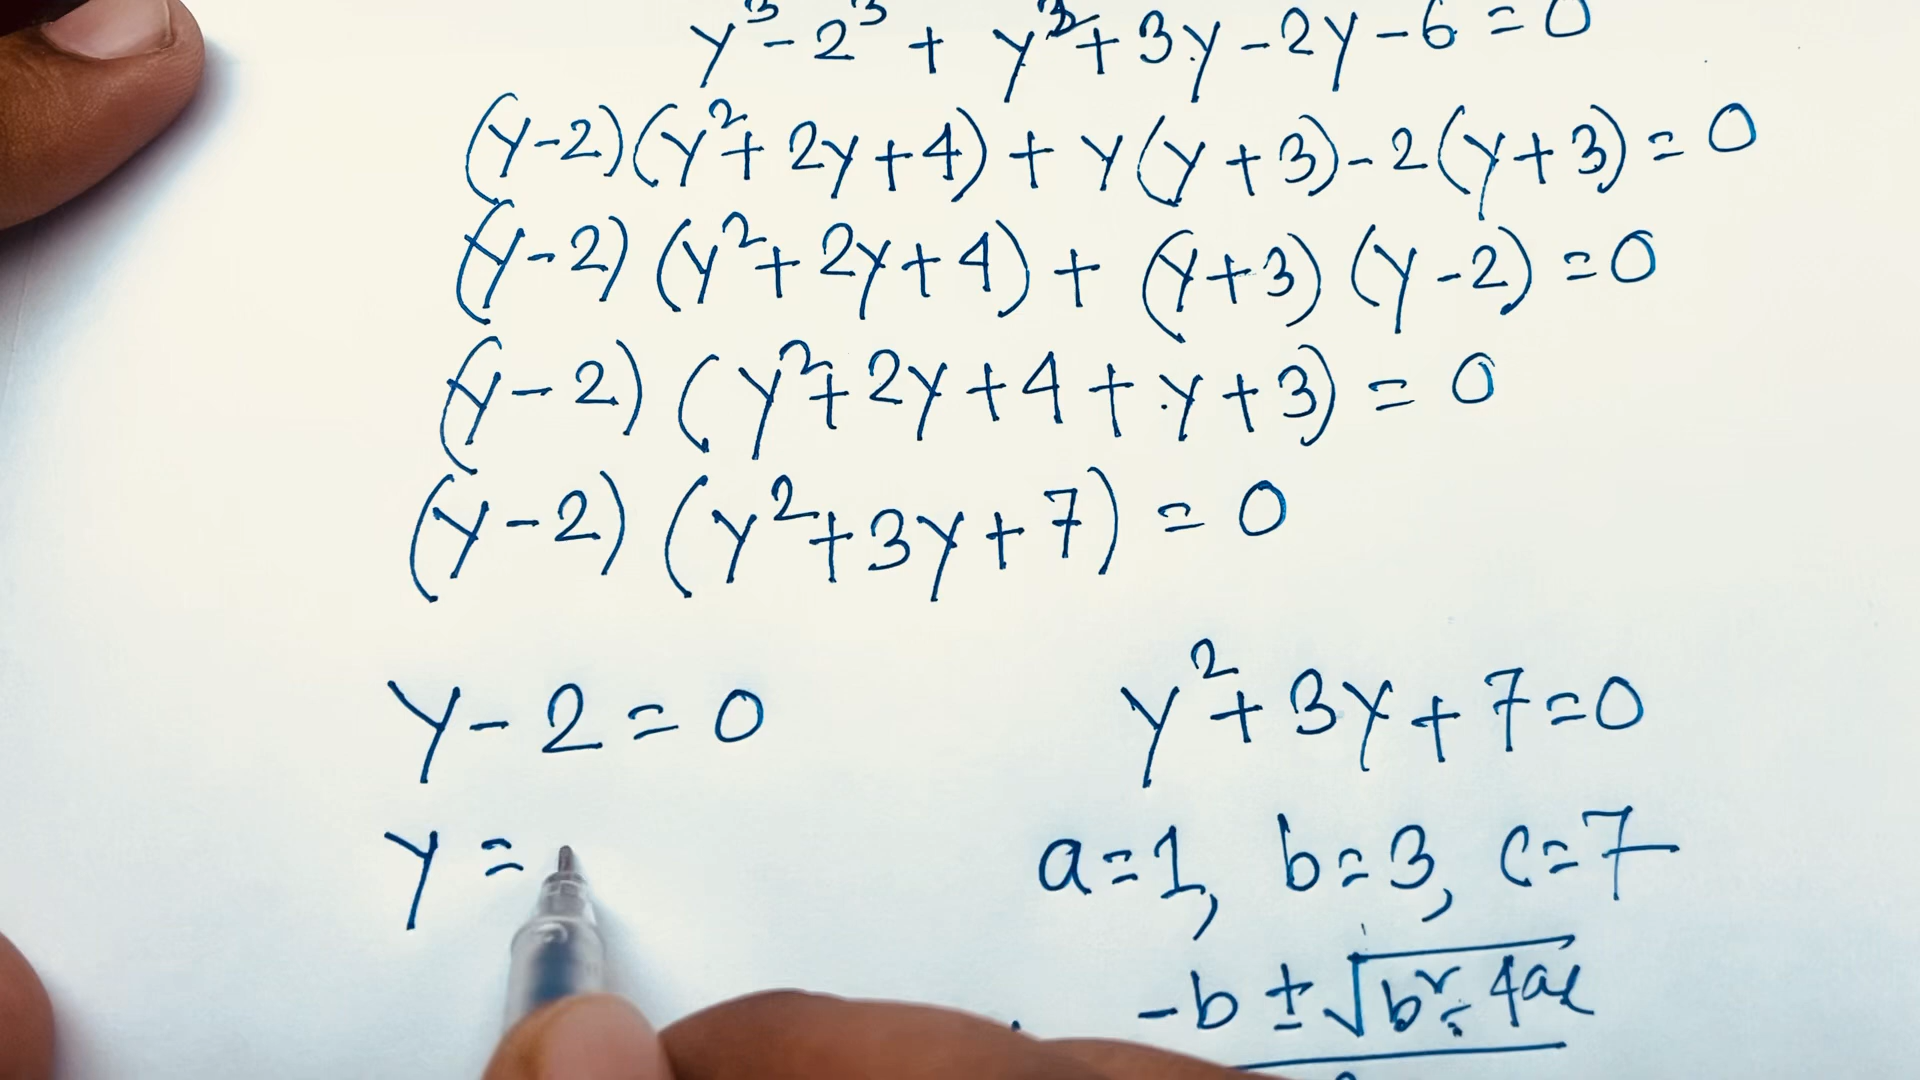 y³-2³ + y²+3y-2y-6=0
(y-2)(y²+2y+4)+y(y+3)-2(y+3)=0
(y-2)(y²+2y+4)+(y+3)(y-2)=0
(y-2)(y²+2y+4+y+3)=0
(y-2)(y²+3y+7)=0
y-2=0
y=
y²+3y+7=0
a=1, b=3, c=7
-b±√b²-4ac